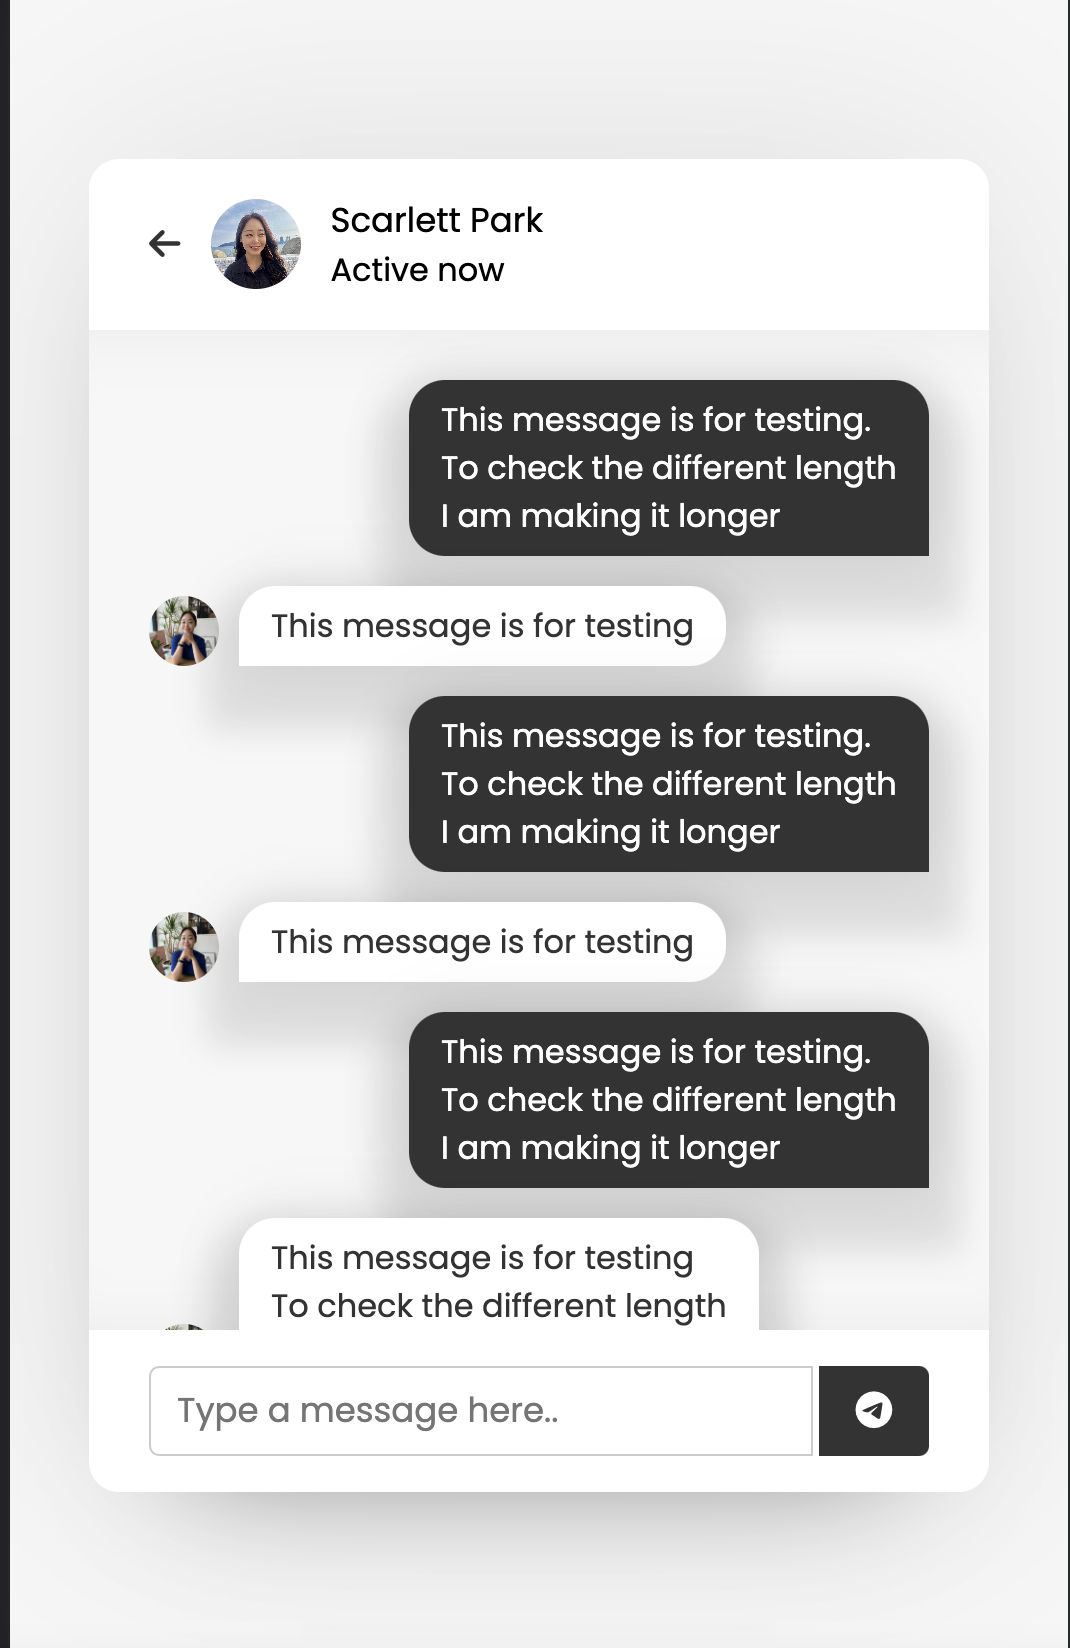 Scarlett Park
Active now
This message is for testing.
To check the different length
I am making it longer
This message is for testing
This message is for testing.
To check the different length
I am making it longer
This message is for testing
This message is for testing.
To check the different length
I am making it longer
This message is for testing
To check the different length
Type a message here..